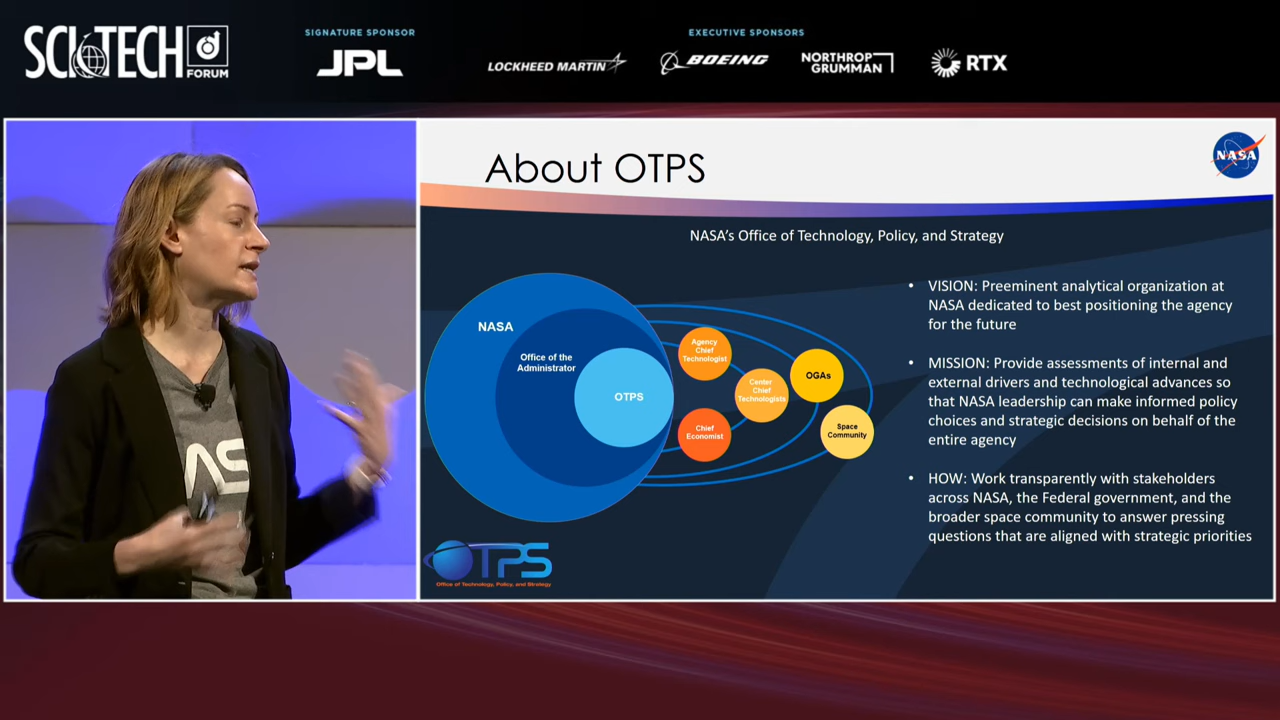 SCITECH
FORUM
SIGNATURE SPONSOR
JPL
EXECUTIVE SPONSORS
LOCKHEED MARTIN
BOEING
NORTHROP
GRUMMAN
RTX
About OTPS
NASA
NASA's Office of Technology, Policy, and Strategy
NASA
Office of the
Administrator
OTPS
Agency
Chief
Technologist
Center
Chief
Technologists
Chief
Economist
OGAs
Space
Community
• VISION: Preeminent analytical organization at
NASA dedicated to best positioning the agency
for the future
• MISSION: Provide assessments of internal and
external drivers and technological advances so
that NASA leadership can make informed policy
choices and strategic decisions on behalf of the
entire agency
• HOW: Work transparently with stakeholders
across NASA, the Federal government, and the
broader space community to answer pressing
questions that are aligned with strategic priorities
OTPS
Office of Technology, Policy, and Strategy
AS